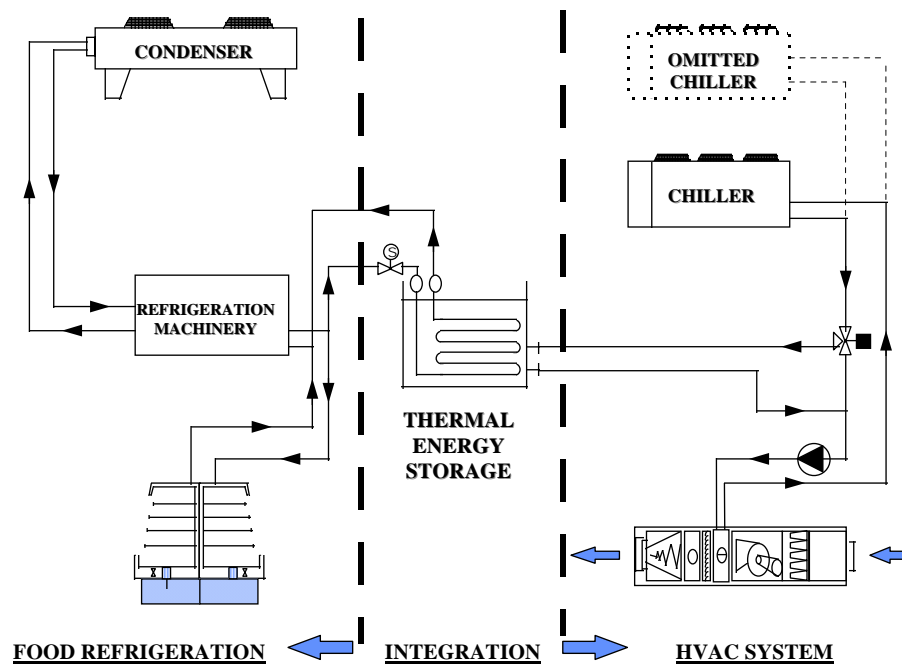 CONDENSER
OMITTED
CHILLER
CHILLER
S
REFRIGERATION
MACHINERY
THERMAL
ENERGY
STORAGE
FOOD REFRIGERATION
INTEGRATION
HVAC SYSTEM